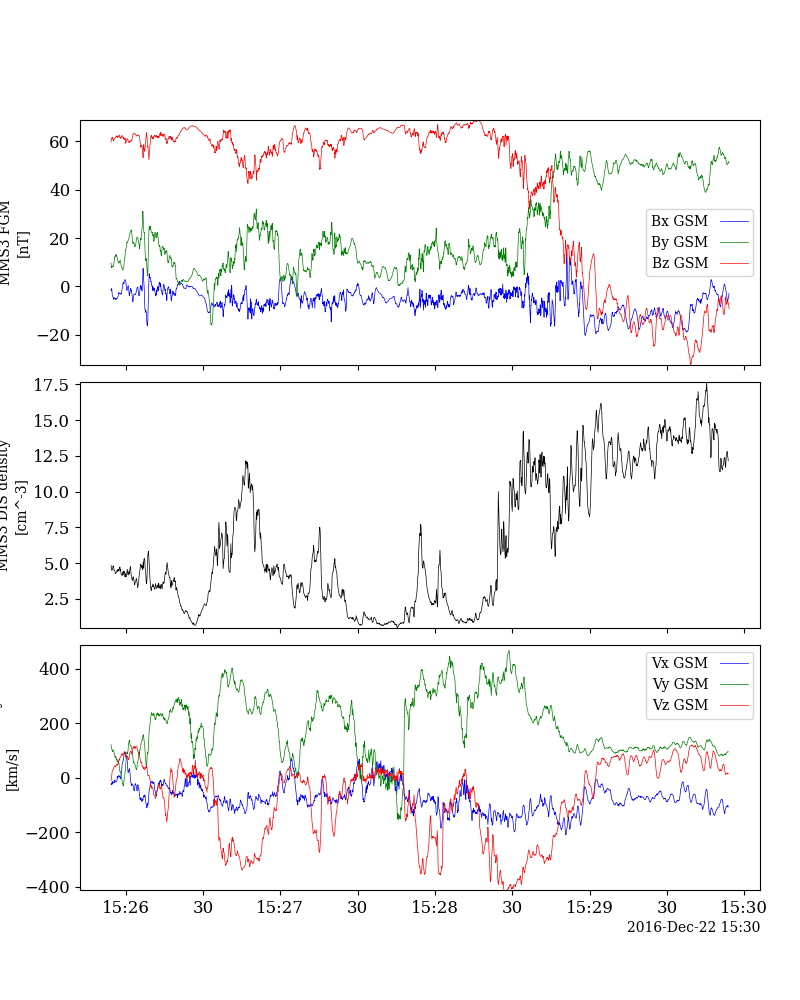 60
40
20
0
−20
MMS3 FGM
[nT]
Bx GSM
By GSM
Bz GSM
17.5
15.0
12.5
10.0
7.5
5.0
2.5
MMS3 DIS density
[cm^-3]
400
200
0
−200
−400
[km/s]
Vx GSM
Vy GSM
Vz GSM
15:26 30 15:27 30 15:28 30 15:29 30 15:30
2016-Dec-22 15:30